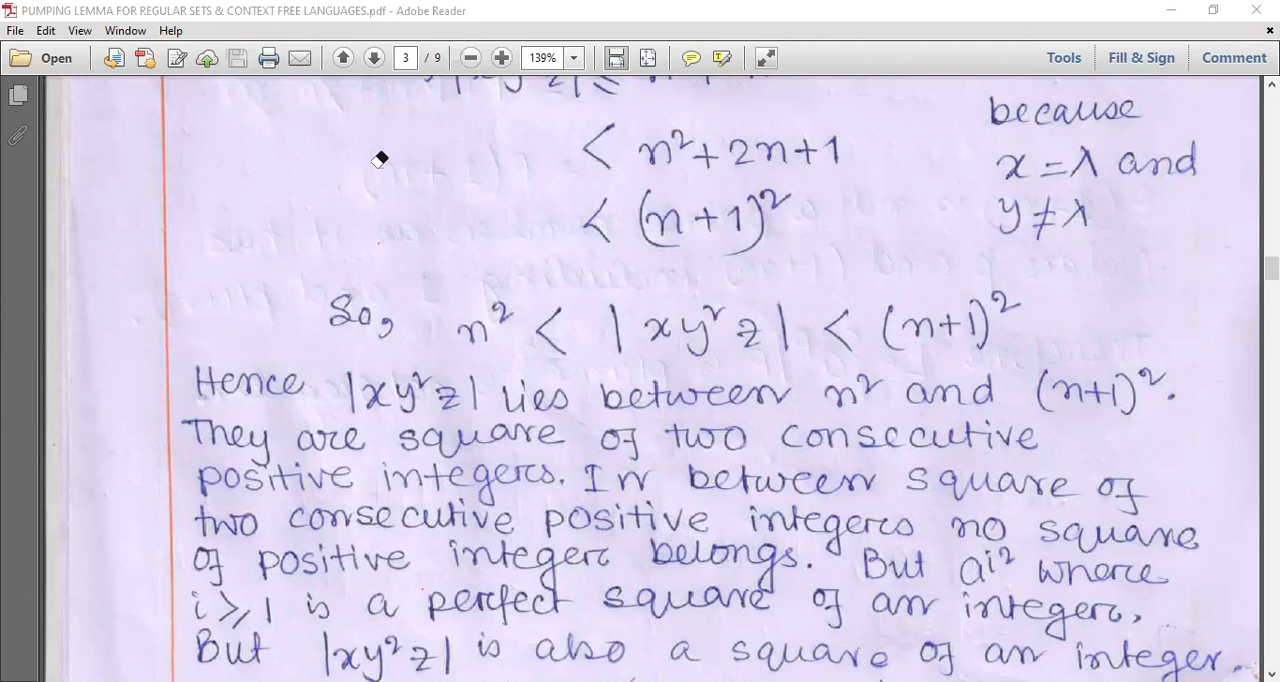 PUMPING LEMMA FOR REGULAR SETS & CONTEXT FREE LANGUAGES.pdf - Adobe Reader
File Edit View Window Help
Open 3 / 9 139% Tools Fill & Sign Comment
because
< n²+2n+1 x = λ and
< (n+1)² y ≠ λ
So, n² < |xy²z| < (n+1)²
Hence |xy²z| lies between n² and (n+1)².
They are square of two consecutive
positive integers. In between square of
two consecutive positive integers no square
of positive integer belongs. But aⁱ² where
i ≥ 1 is a perfect square of an integer.
But |xy²z| is also a square of an integer.